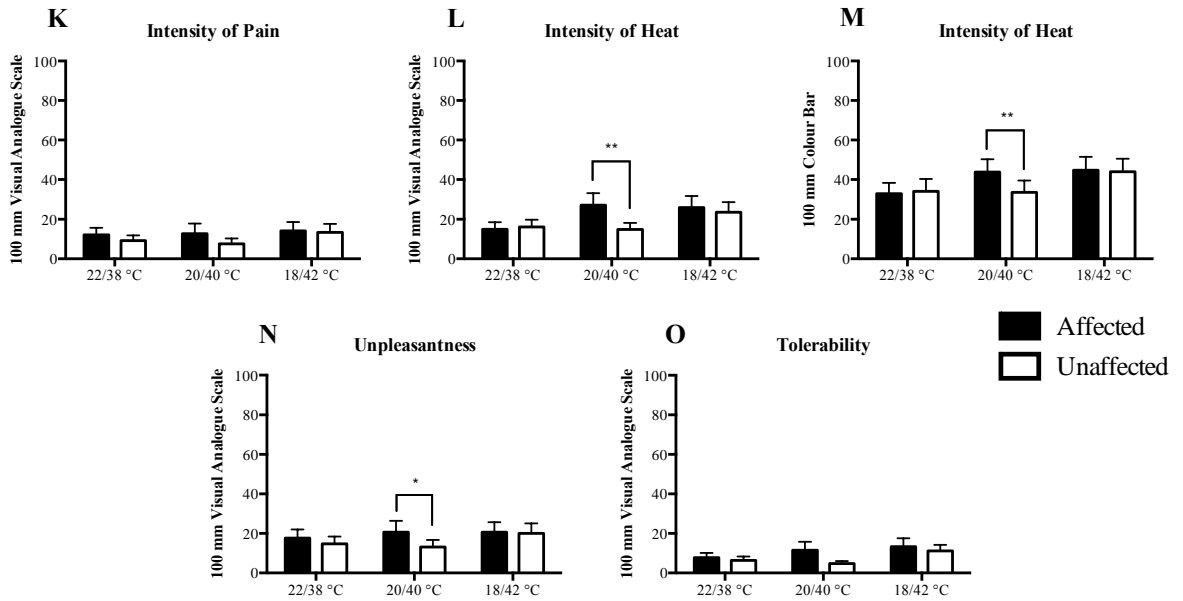 K
Intensity of Pain
100 mm Visual Analogue Scale
100
80
60
40
20
0
22/38 °C
20/40 °C
18/42 °C
L
Intensity of Heat
100 mm Visual Analogue Scale
100
80
60
40
20
0
**
22/38 °C
20/40 °C
18/42 °C
M
Intensity of Heat
100 mm Colour Bar
100
80
60
40
20
0
**
22/38 °C
20/40 °C
18/42 °C
N
Unpleasantness
100 mm Visual Analogue Scale
100
80
60
40
20
0
*
22/38 °C
20/40 °C
18/42 °C
O
Tolerability
100 mm Visual Analogue Scale
100
80
60
40
20
0
22/38 °C
20/40 °C
18/42 °C
Affected
Unaffected